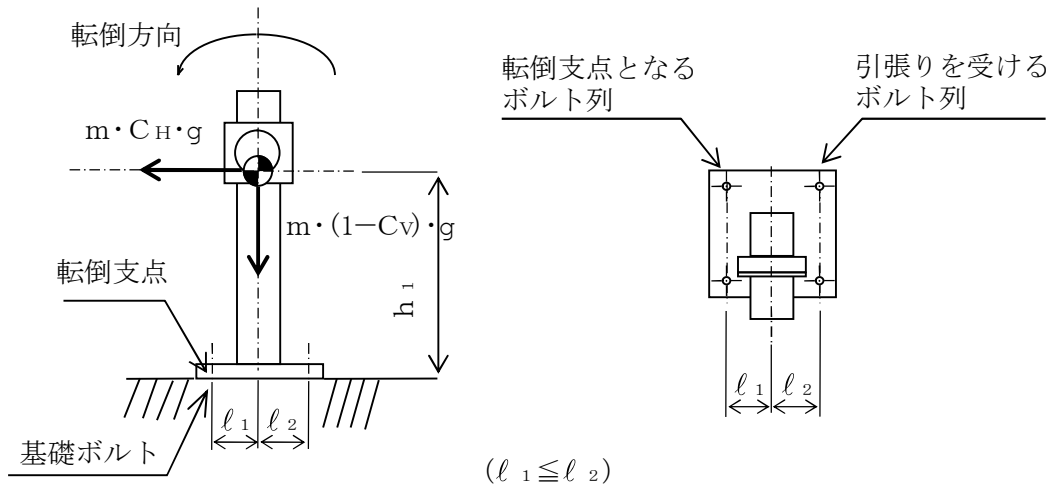 転倒方向
m・CH・g
m・(1－CV)・g
転倒支点
h1
ℓ1 ℓ2
基礎ボルト
転倒支点となる
ボルト列
引張りを受ける
ボルト列
ℓ1 ℓ2
(ℓ1≦ℓ2)